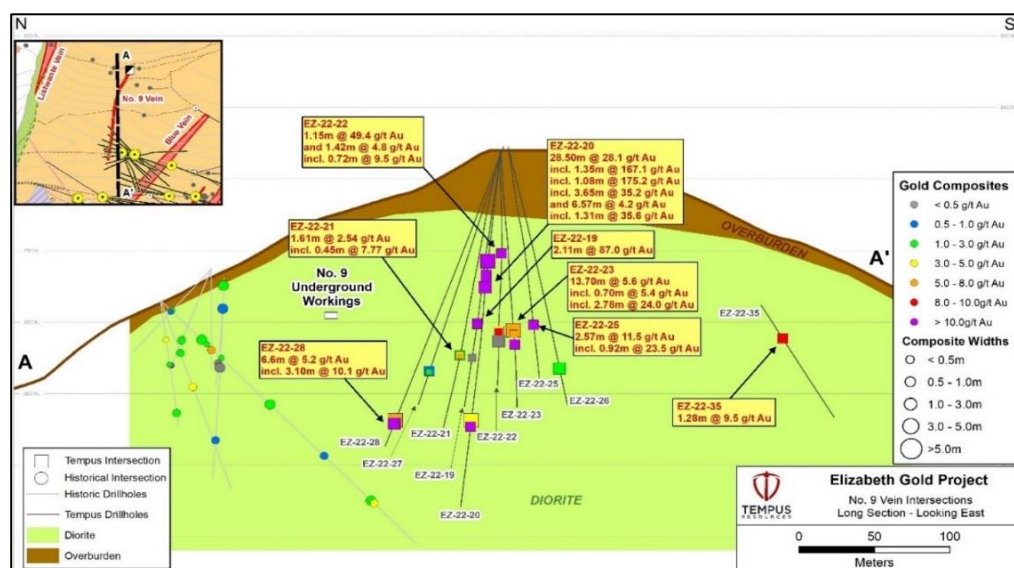 N
S
A
Lishwante Vein
No. 9 Vein
Blue Vein
A'
EZ-22-22
1.15m @ 49.4 g/t Au
and 1.42m @ 4.8 g/t Au
incl. 0.72m @ 9.5 g/t Au
EZ-22-20
28.50m @ 28.1 g/t Au
incl. 1.35m @ 167.1 g/t Au
incl. 1.08m @ 175.2 g/t Au
incl. 3.65m @ 35.2 g/t Au
and 6.57m @ 4.2 g/t Au
incl. 1.31m @ 35.6 g/t Au
EZ-22-21
1.61m @ 2.54 g/t Au
incl. 0.45m @ 7.77 g/t Au
EZ-22-19
2.11m @ 87.0 g/t Au
EZ-22-23
13.70m @ 5.6 g/t Au
incl. 0.70m @ 5.4 g/t Au
incl. 2.78m @ 24.0 g/t Au
EZ-22-25
2.57m @ 11.5 g/t Au
incl. 0.92m @ 23.5 g/t Au
EZ-22-28
6.6m @ 5.2 g/t Au
incl. 3.10m @ 10.1 g/t Au
EZ-22-35
1.28m @ 9.5 g/t Au
OVERBURDEN
No. 9
Underground
Workings
A
A'
EZ-22-35
EZ-22-25
EZ-22-26
EZ-22-23
EZ-22-22
EZ-22-21
EZ-22-28
EZ-22-27
EZ-22-19
EZ-22-20
DIORITE
Gold Composites
< 0.5 g/t Au
0.5 - 1.0 g/t Au
1.0 - 3.0 g/t Au
3.0 - 5.0 g/t Au
5.0 - 8.0 g/t Au
8.0 - 10.0g/t Au
> 10.0g/t Au
Composite Widths
< 0.5m
0.5 - 1.0m
1.0 - 3.0m
3.0 - 5.0m
>5.0m
Tempus Intersection
Historical Intersection
Historic Drillholes
Tempus Drillholes
Diorite
Overburden
TEMPUS
RESOURCES
Elizabeth Gold Project
No. 9 Vein Intersections
Long Section - Looking East
0 50 100
Meters